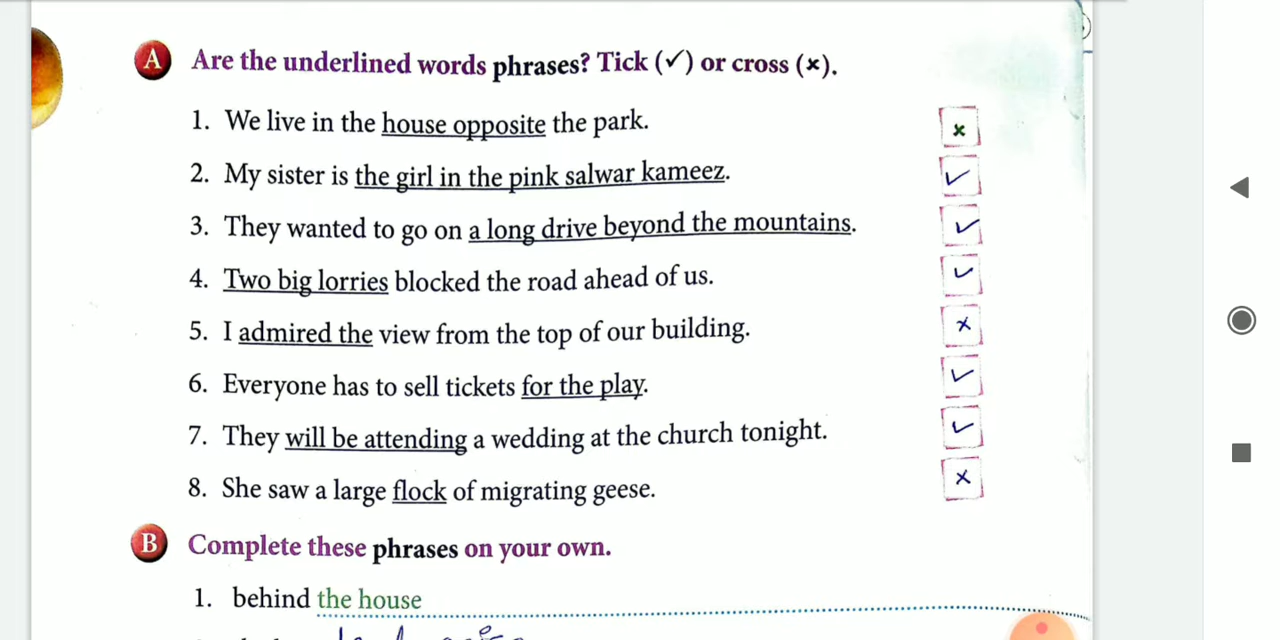 A Are the underlined words phrases? Tick (✓) or cross (×).
1. We live in the house opposite the park. ×
2. My sister is the girl in the pink salwar kameez. ✓
3. They wanted to go on a long drive beyond the mountains. ✓
4. Two big lorries blocked the road ahead of us. ✓
5. I admired the view from the top of our building. ×
6. Everyone has to sell tickets for the play. ✓
7. They will be attending a wedding at the church tonight. ✓
8. She saw a large flock of migrating geese. ×
B Complete these phrases on your own.
1. behind the house